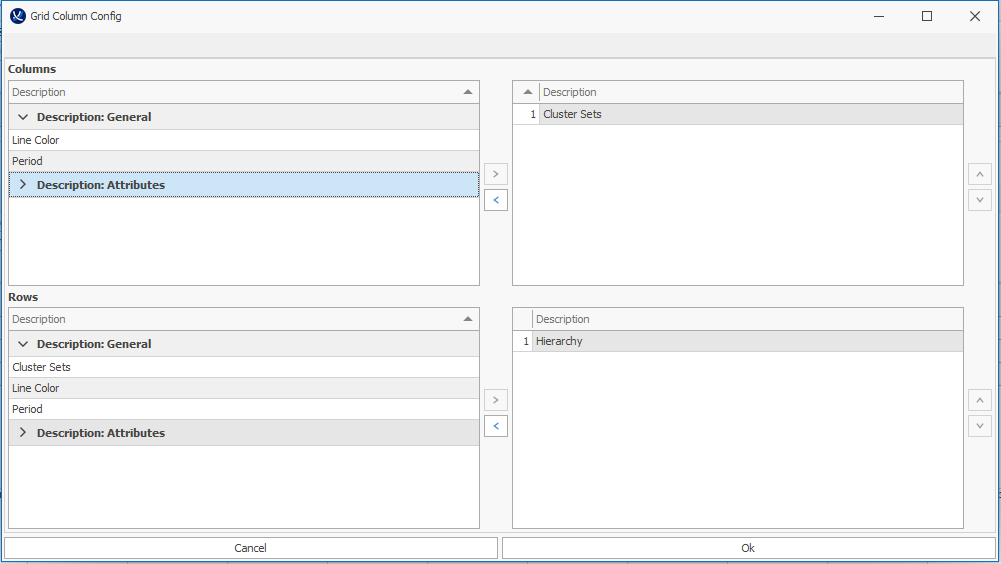 Grid Column Config
Columns
Description
Description: General
Line Color
Period
Description: Attributes
Description
1 Cluster Sets
Rows
Description
Description: General
Cluster Sets
Line Color
Period
Description: Attributes
Description
1 Hierarchy
Cancel
Ok